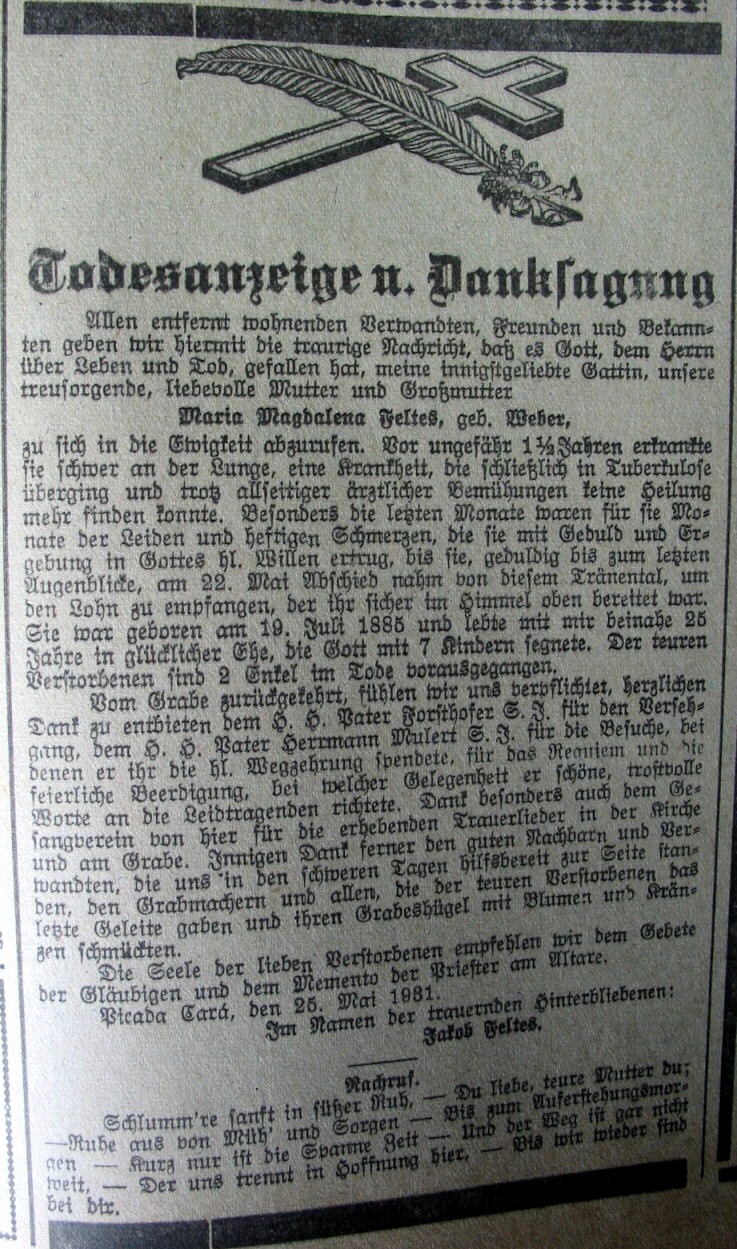 Todesanzeige u. Danksagung
Allen entfernt wohnenden Verwandten, Freunden und Bekann-
ten geben wir hiermit die traurige Nachricht, daß es Gott, dem Herrn
über Leben und Tod, gefallen hat, meine innigstgeliebte Gattin, unsere
treusorgende, liebevolle Mutter und Großmutter
Maria Magdalena Feltes, geb. Weber,
zu sich in die Ewigkeit abzurufen. Vor ungefähr 1½ Jahren erkrankte
sie schwer an der Lunge, eine Krankheit, die schließlich in Tuberkulose
überging und trotz allseitiger ärztlicher Bemühungen keine Heilung
mehr finden konnte. Besonders die letzten Monate waren für sie Mo-
nate der Leiden und heftigen Schmerzen, die sie mit Geduld und Er-
gebung in Gottes hl. Willen ertrug, bis sie, geduldig bis zum letzten
Augenblicke, am 22. Mai Abschied nahm von diesem Tränental, um
den Lohn zu empfangen, der ihr sicher im Himmel oben bereitet war.
Sie war geboren am 19. Juli 1885 und lebte mit mir beinahe 25
Jahre in glücklicher Ehe, die Gott mit 7 Kindern segnete. Der teuren
Verstorbenen sind 2 Enkel im Tode vorausgegangen.
Vom Grabe zurückgekehrt, fühlen wir uns verpflichtet, herzlichen
Dank zu entbieten dem H. H. Pater Forsthofer S. J. für den Verseh-
gang, dem H. H. Pater Herrmann Mulert S. J. für die Besuche, bei
denen er ihr die hl. Wegzehrung spendete, für das Requiem und die
feierliche Beerdigung, bei welcher Gelegenheit er schöne, trostvolle
Worte an die Leidtragenden richtete. Dank besonders auch dem Ge-
sangverein von hier für die erhebenden Trauerlieder in der Kirche
und am Grabe. Innigen Dank ferner den guten Nachbarn und Ver-
wandten, die uns in den schweren Tagen hilfsbereit zur Seite stan-
den, den Grabmachern und allen, die der teuren Verstorbenen das
letzte Geleite gaben und ihren Grabeshügel mit Blumen und Krän-
zen schmückten.
Die Seele der lieben Verstorbenen empfehlen wir dem Gebete
der Gläubigen und dem Memento der Priester am Altare.
Picada Cará, den 25. Mai 1931.
Im Namen der trauernden Hinterbliebenen:
Jakob Feltes.
Nachruf.
Schlumm're sanft in süßer Ruh, — Du liebe, teure Mutter du;
—Ruhe aus von Müh' und Sorgen — Bis zum Auferstehungsmor-
gen — Kurz nur ist die Spanne Zeit — Und der Weg ist gar nicht
weit, — Der uns trennt in Hoffnung hier, — Bis wir wieder sind
bei dir.